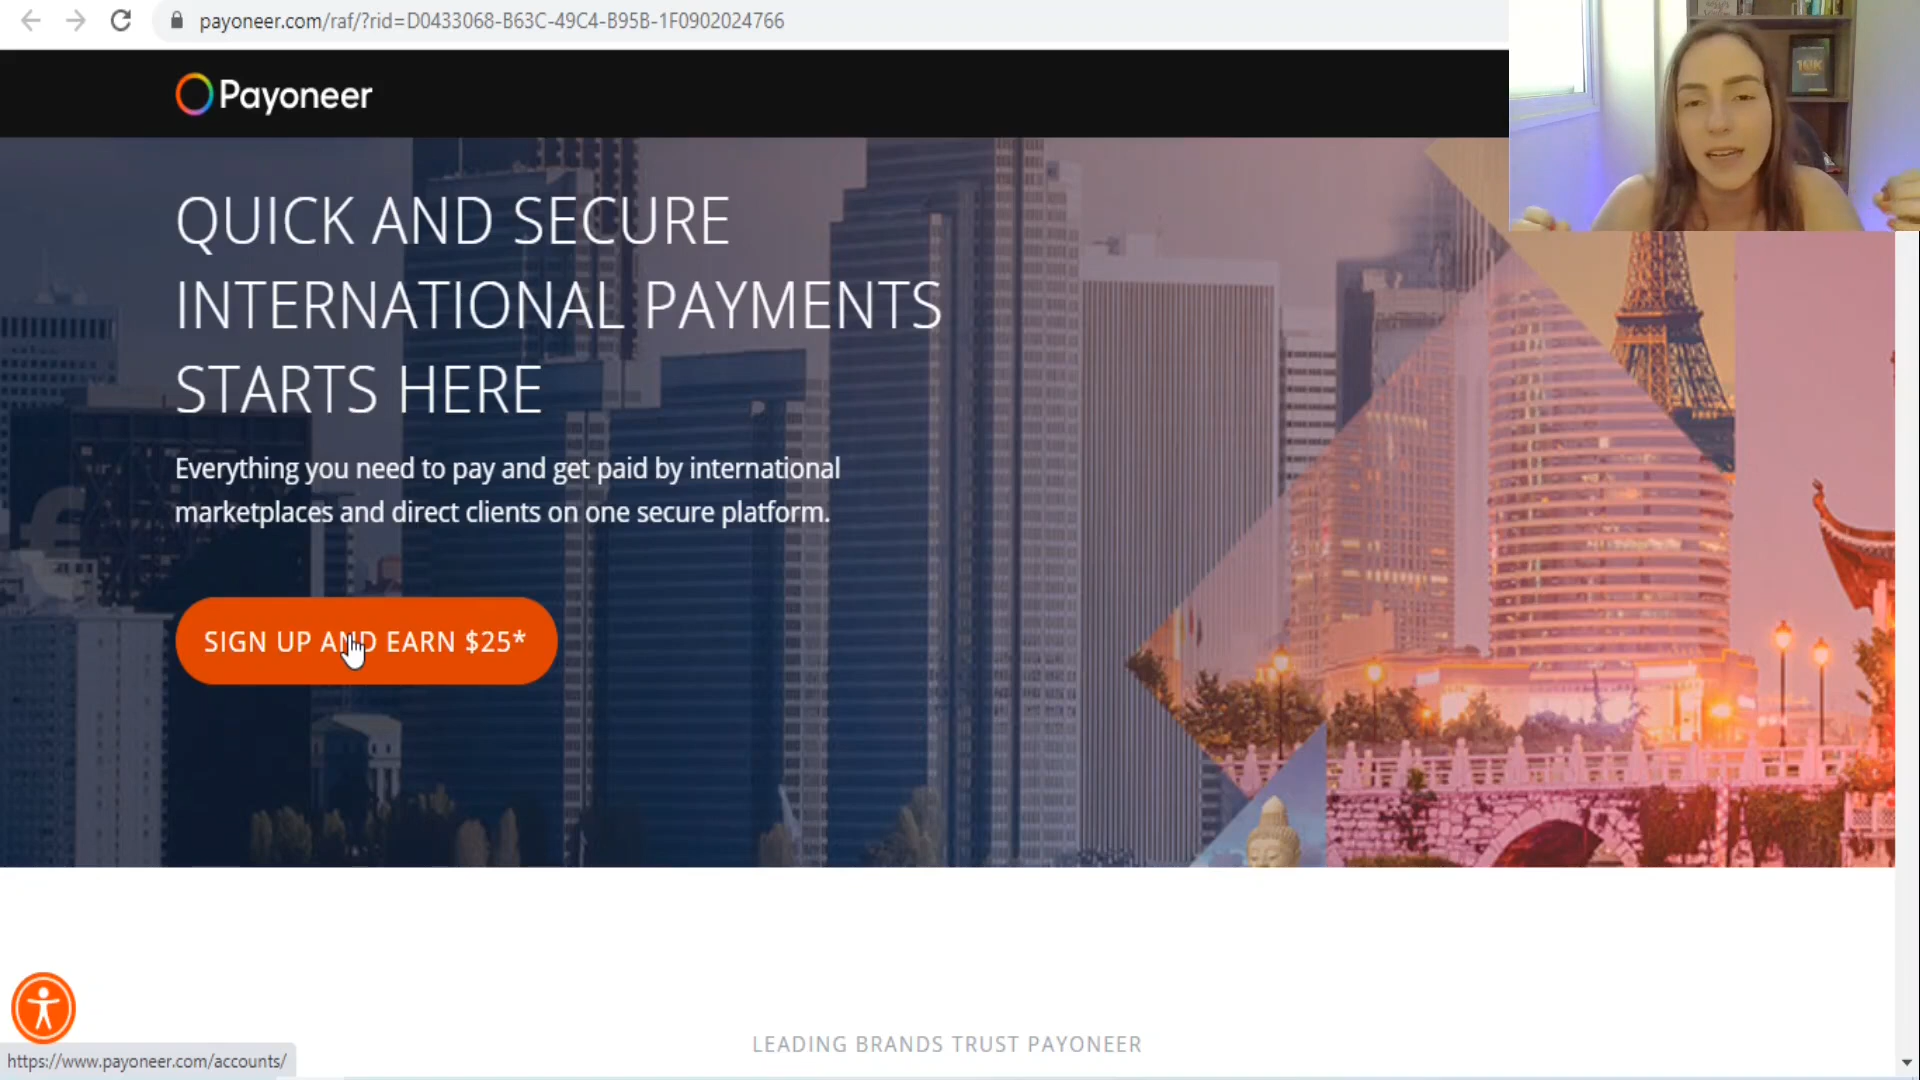 payoneer.com/raf/?rid=D0433068-B63C-49C4-B95B-1F0902024766
Payoneer
QUICK AND SECURE
INTERNATIONAL PAYMENTS
STARTS HERE
Everything you need to pay and get paid by international
marketplaces and direct clients on one secure platform.
SIGN UP AND EARN $25*
LEADING BRANDS TRUST PAYONEER
https://www.payoneer.com/accounts/